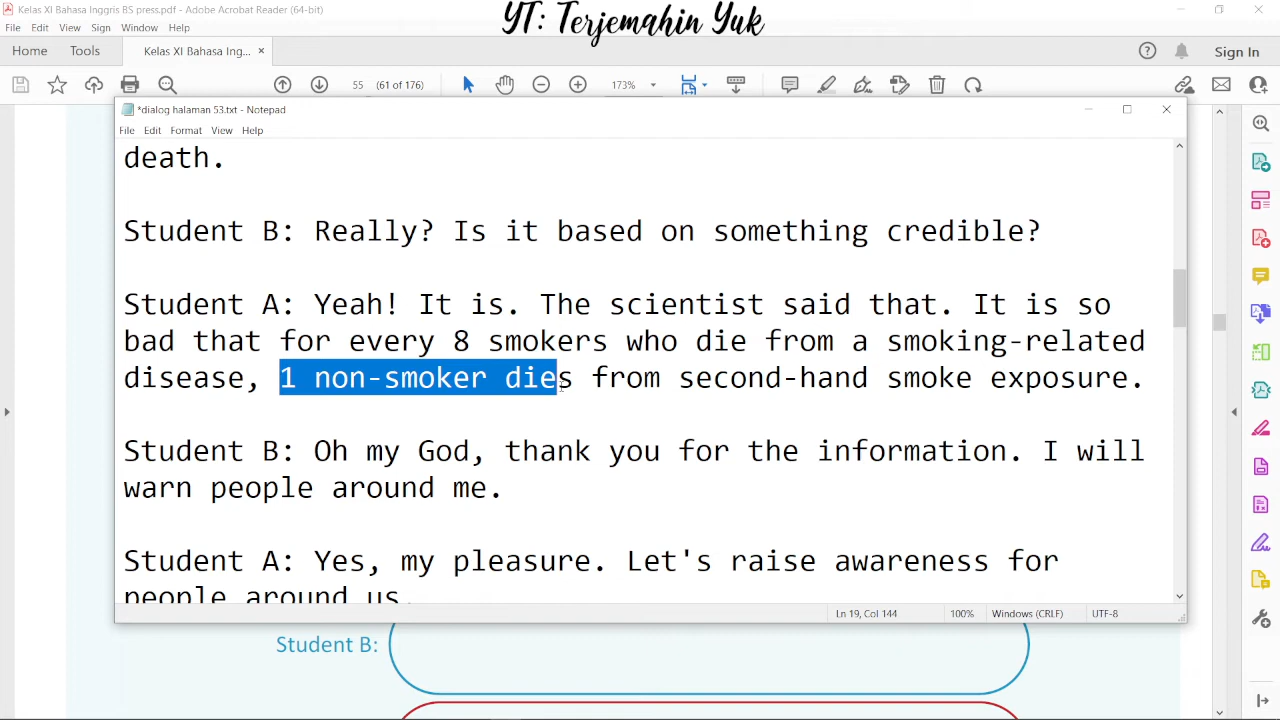 Kelas XI Bahasa Inggris BS press.pdf - Adobe Acrobat Reader (64-bit)
YT: Terjemahin Yuk
File Edit View Sign Window Help
Home Tools Kelas XI Bahasa Ing... × Sign In
55 (61 of 176) 173%
*dialog halaman 53.txt - Notepad
File Edit Format View Help
death.
Student B: Really? Is it based on something credible?
Student A: Yeah! It is. The scientist said that. It is so
bad that for every 8 smokers who die from a smoking-related
disease, 1 non-smoker dies from second-hand smoke exposure.
Student B: Oh my God, thank you for the information. I will
warn people around me.
Student A: Yes, my pleasure. Let's raise awareness for
people around us.
Ln 19, Col 144 100% Windows (CRLF) UTF-8
Student B: